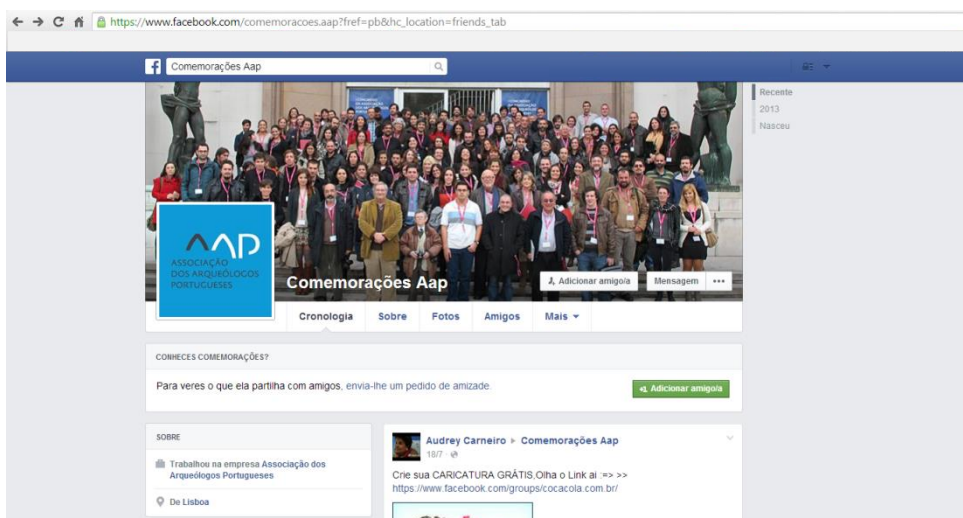 https://www.facebook.com/comemoracoes.aap?fref=pb&hc_location=friends_tab
Comemorações Aap
Recente
2013
Nasceu
AAP
ASSOCIAÇÃO
DOS ARQUEÓLOGOS
PORTUGUESES
Comemorações Aap
Adicionar amigo/a
Mensagem
Cronologia Sobre Fotos Amigos Mais
CONHECES COMEMORAÇÕES?
Para veres o que ela partilha com amigos, envia-lhe um pedido de amizade.
Adicionar amigo/a
SOBRE
Trabalhou na empresa Associação dos
Arqueólogos Portugueses
De Lisboa
Audrey Carneiro ▸ Comemorações Aap
18/7 ·
Crie sua CARICATURA GRÁTIS,Olha o Link ai :=> >>
https://www.facebook.com/groups/cocacola.com.br/